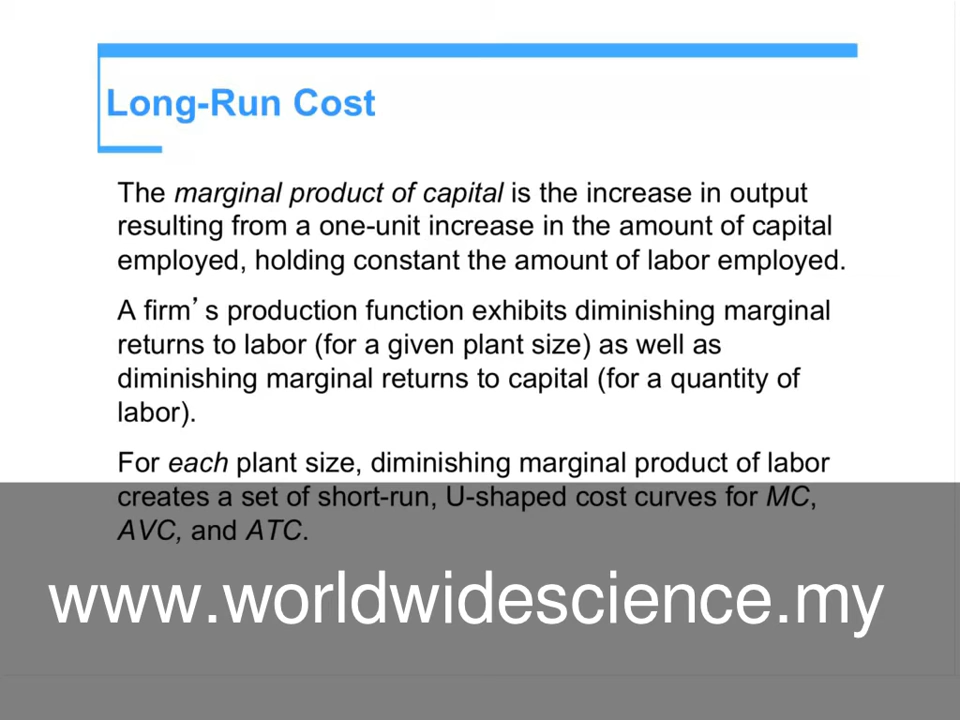 Long-Run Cost
The marginal product of capital is the increase in output
resulting from a one-unit increase in the amount of capital
employed, holding constant the amount of labor employed.
A firm’s production function exhibits diminishing marginal
returns to labor (for a given plant size) as well as
diminishing marginal returns to capital (for a quantity of
labor).
For each plant size, diminishing marginal product of labor
creates a set of short-run, U-shaped cost curves for MC,
AVC, and ATC.
www.worldwidescience.my